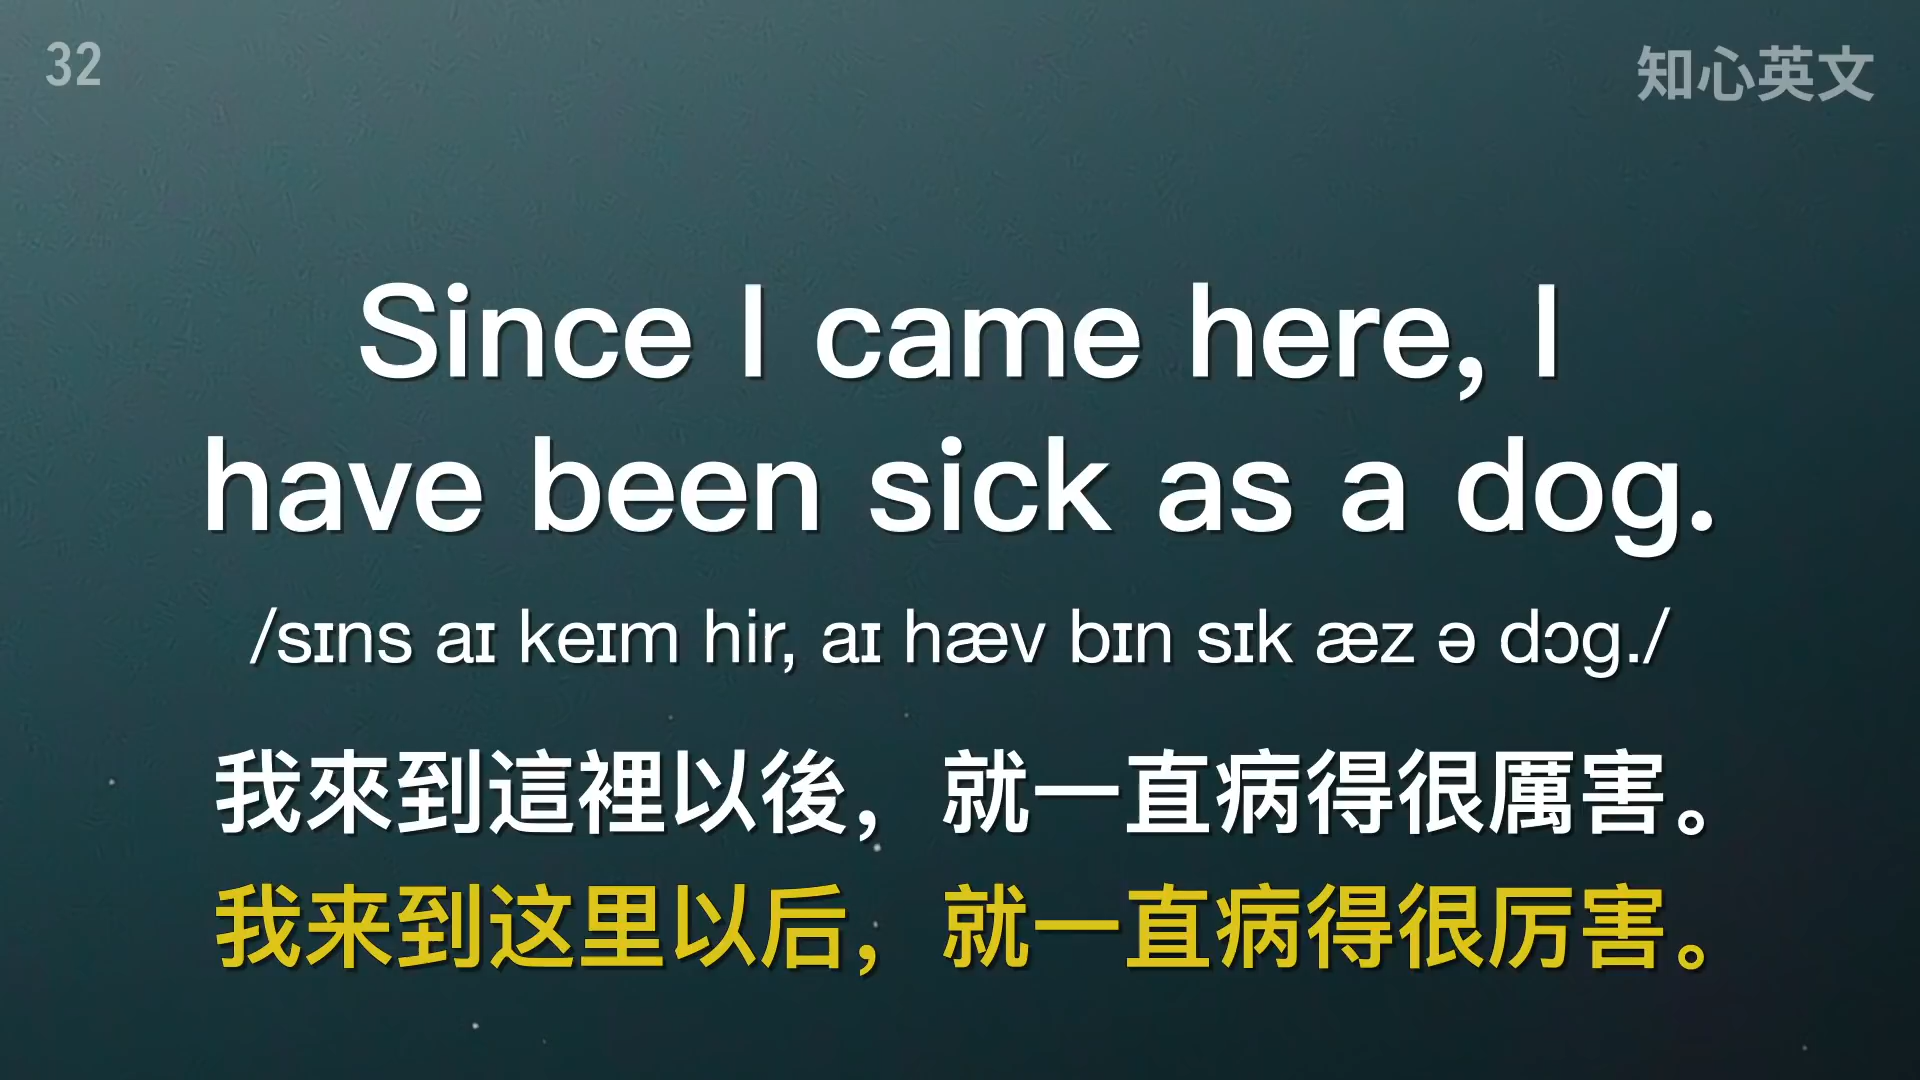 32
知心英文
Since I came here, I
have been sick as a dog.
/sɪns aɪ keɪm hir, aɪ hæv bɪn sɪk æz ə dɔg./
我來到這裡以後，就一直病得很厲害。
我来到这里以后，就一直病得很厉害。